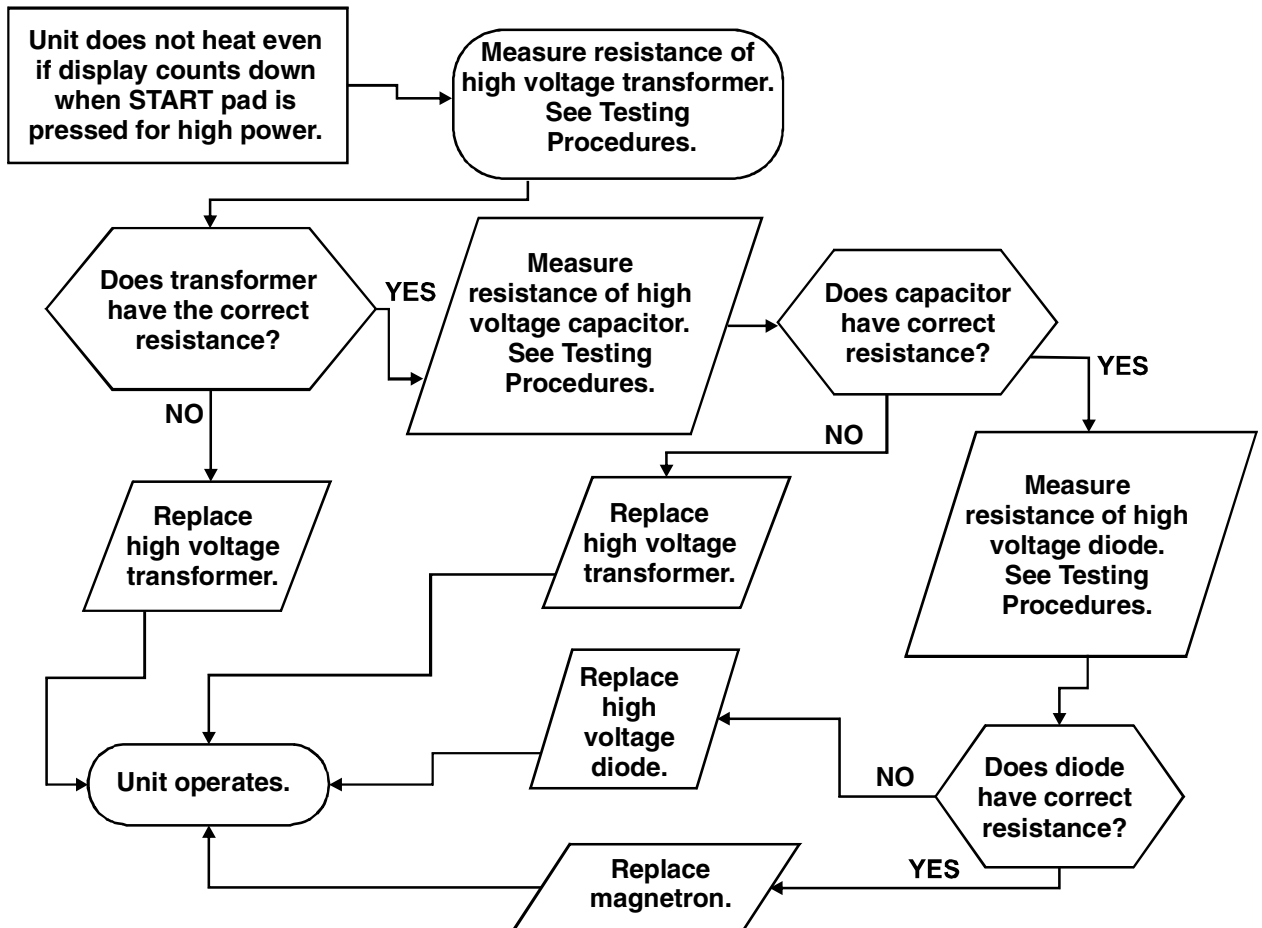 Unit does not heat even
if display counts down
when START pad is
pressed for high power.
Measure resistance of
high voltage transformer.
See Testing
Procedures.
Does transformer
have the correct
resistance?
YES
NO
Measure
resistance of high
voltage capacitor.
See Testing
Procedures.
Does capacitor
have correct
resistance?
YES
NO
Replace
high voltage
transformer.
Replace
high voltage
transformer.
Measure
resistance of high
voltage diode.
See Testing
Procedures.
Replace
high
voltage
diode.
Unit operates.
NO
Does diode
have correct
resistance?
YES
Replace
magnetron.